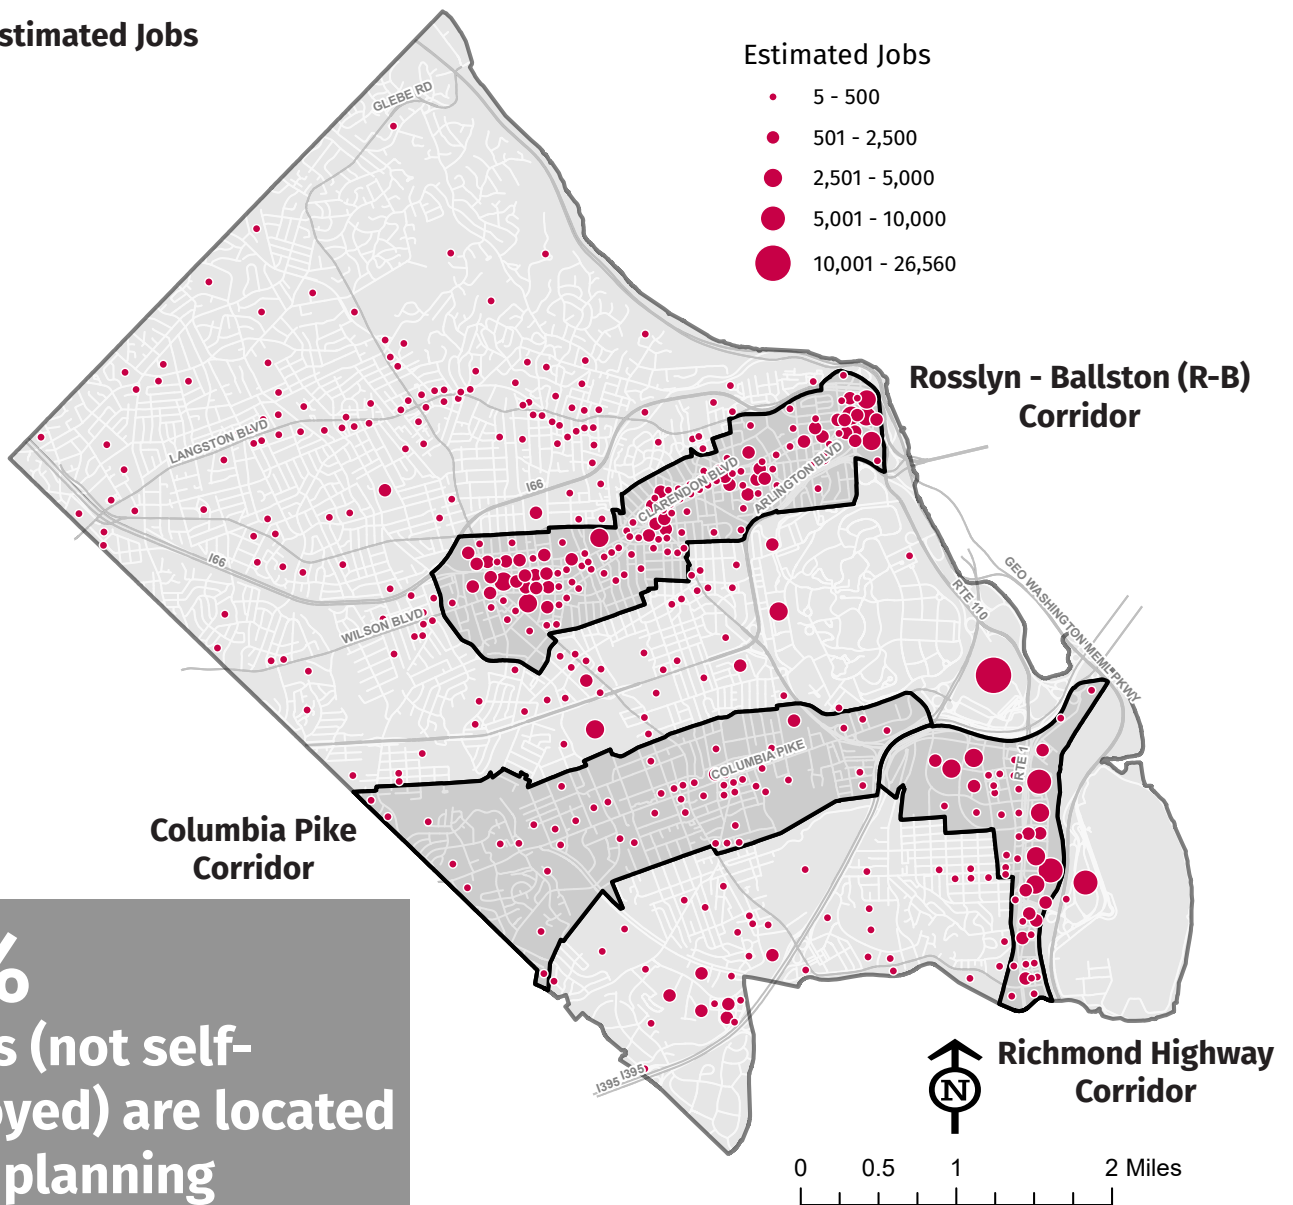 stimated Jobs
Estimated Jobs
5 - 500
501 - 2,500
2,501 - 5,000
5,001 - 10,000
10,001 - 26,560
GLEBE RD
Rosslyn - Ballston (R-B)
Corridor
LANGSTON BLVD
I66
CLARENDON BLVD
ARLINGTON BLVD
I66
WILSON BLVD
RTE 110
GEO WASHINGTON MEML PKWY
COLUMBIA PIKE
RTE 1
Columbia Pike
Corridor
%
s (not self-
oyed) are located
planning
I395 I395
Richmond Highway
Corridor
N
0 0.5 1 2 Miles